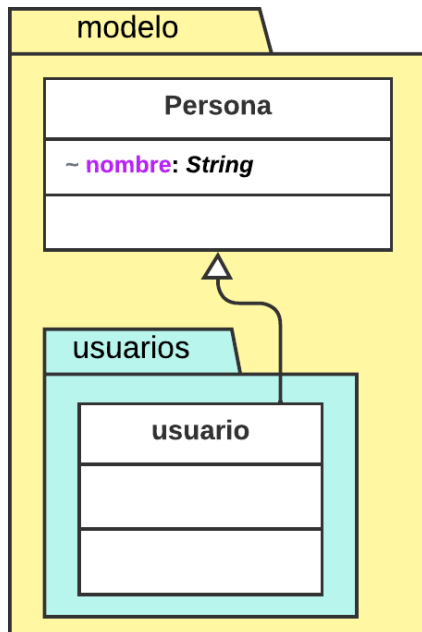 modelo
Persona
~ nombre: String
usuarios
usuario